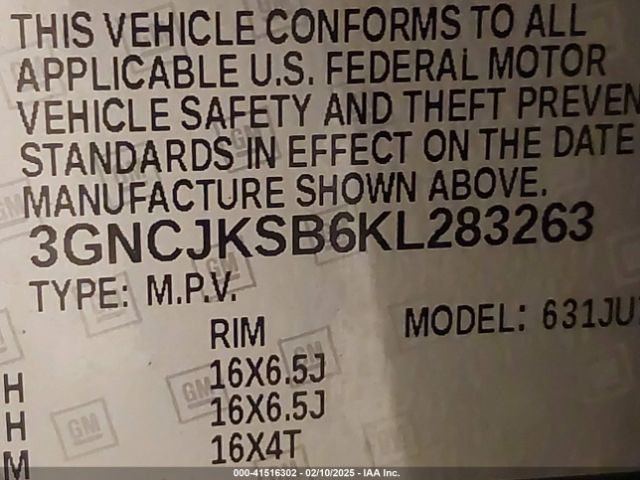 THIS VEHICLE CONFORMS TO ALL
APPLICABLE U.S. FEDERAL MOTOR
VEHICLE SAFETY AND THEFT PREVEN
STANDARDS IN EFFECT ON THE DATE
MANUFACTURE SHOWN ABOVE.
3GNCJKSB6KL283263
TYPE: M.P.V.
RIM
MODEL: 631JU
H 16X6.5J
H 16X6.5J
M 16X4T
GM
000-41516302 - 02/10/2025 - IAA Inc.